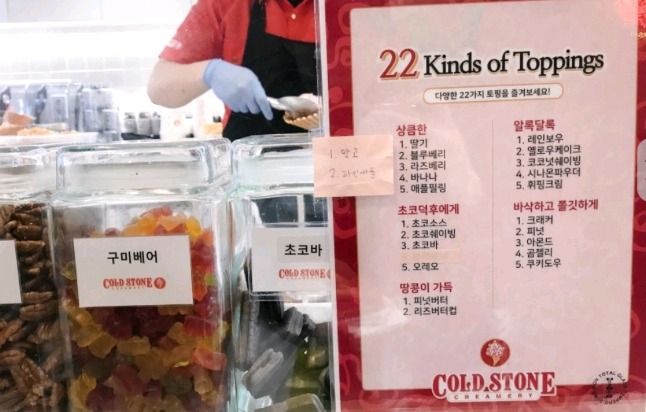 22 Kinds of Toppings
다양한 22가지 토핑을 즐겨보세요!
상큼한
1. 딸기
2. 블루베리
3. 라즈베리
4. 바나나
5. 애플필링
초코덕후에게
1. 초코소스
2. 초코쉐이빙
3. 초코바
5. 오레오
땅콩이 가득
1. 피넛버터
2. 리즈버터컵
알록달록
1. 레인보우
2. 옐로우케이크
3. 코코넛쉐이빙
4. 시나몬파우더
5. 휘핑크림
바삭하고 쫄깃하게
1. 크래커
2. 피넛
3. 아몬드
4. 곰젤리
5. 쿠키도우
COLD STONE
CREAMERY
1. 망고
2. 파인애플
구미베어
COLD STONE
CREAMERY
초코바
COLD STONE